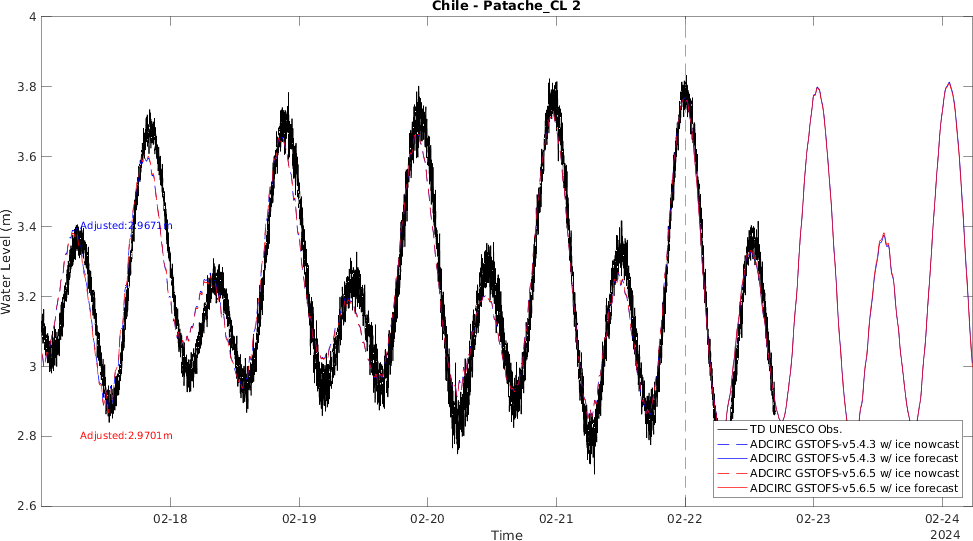 Chile - Patache_CL 2
4
3.8
3.6
3.4
3.2
3
2.8
2.6
Water Level (m)
Adjusted:2.9671m
Adjusted:2.9701m
TD UNESCO Obs.
ADCIRC GSTOFS-v5.4.3 w/ ice nowcast
ADCIRC GSTOFS-v5.4.3 w/ ice forecast
ADCIRC GSTOFS-v5.6.5 w/ ice nowcast
ADCIRC GSTOFS-v5.6.5 w/ ice forecast
02-18 02-19 02-20 02-21 02-22 02-23 02-24
Time
2024